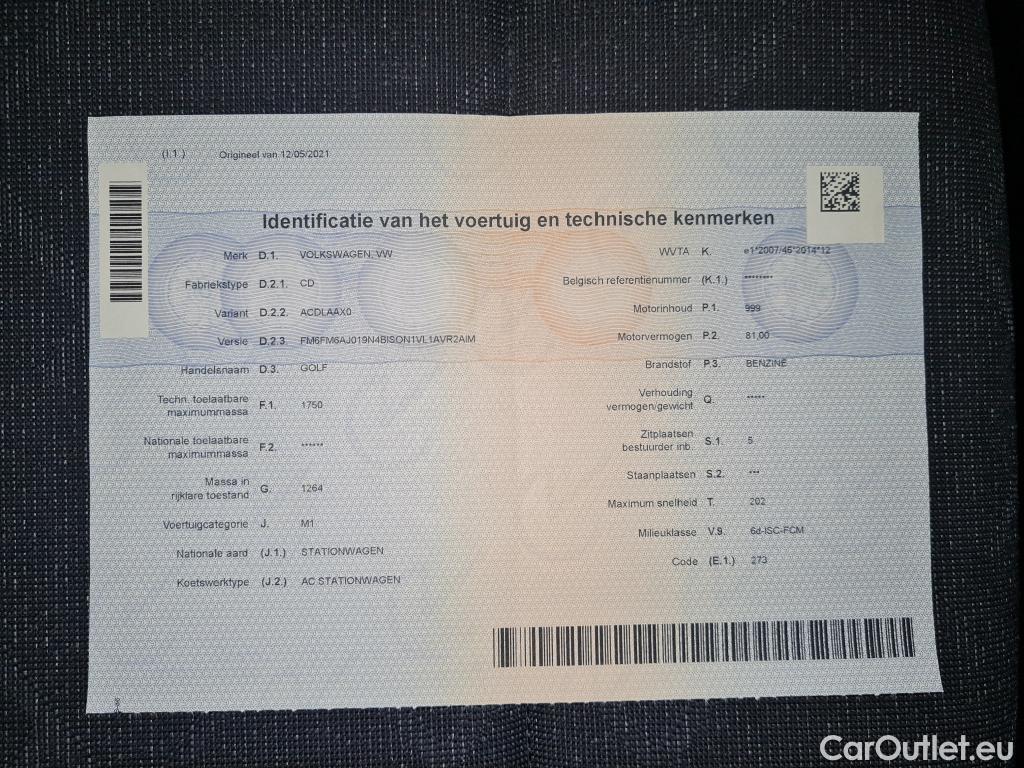 (I.1.) Origineel van 12/05/2021
Identificatie van het voertuig en technische kenmerken
Merk D.1. VOLKSWAGEN, VW
Fabriekstype D.2.1. CD
Variant D.2.2. ACDLAAX0
Versie D.2.3. FM6FM6AJ019N4BISON1VL1AVR2AIM
Handelsnaam D.3. GOLF
Techn. toelaatbare
maximummassa F.1. 1750
Nationale toelaatbare
maximummassa F.2. ******
Massa in
rijklare toestand G. 1264
Voertuigcategorie J. M1
Nationale aard (J.1.) STATIONWAGEN
Koetswerktype (J.2.) AC STATIONWAGEN
WVTA K. e1*2007/46*2014*12
Belgisch referentienummer (K.1.) ********
Motorinhoud P.1. 999
Motorvermogen P.2. 81,00
Brandstof P.3. BENZINE
Verhouding
vermogen/gewicht Q. *****
Zitplaatsen
bestuurder inb. S.1. 5
Staanplaatsen S.2. ***
Maximum snelheid T. 202
Milieuklasse V.9. 6d-ISC-FCM
Code (E.1.) 273
CarOutlet.eu